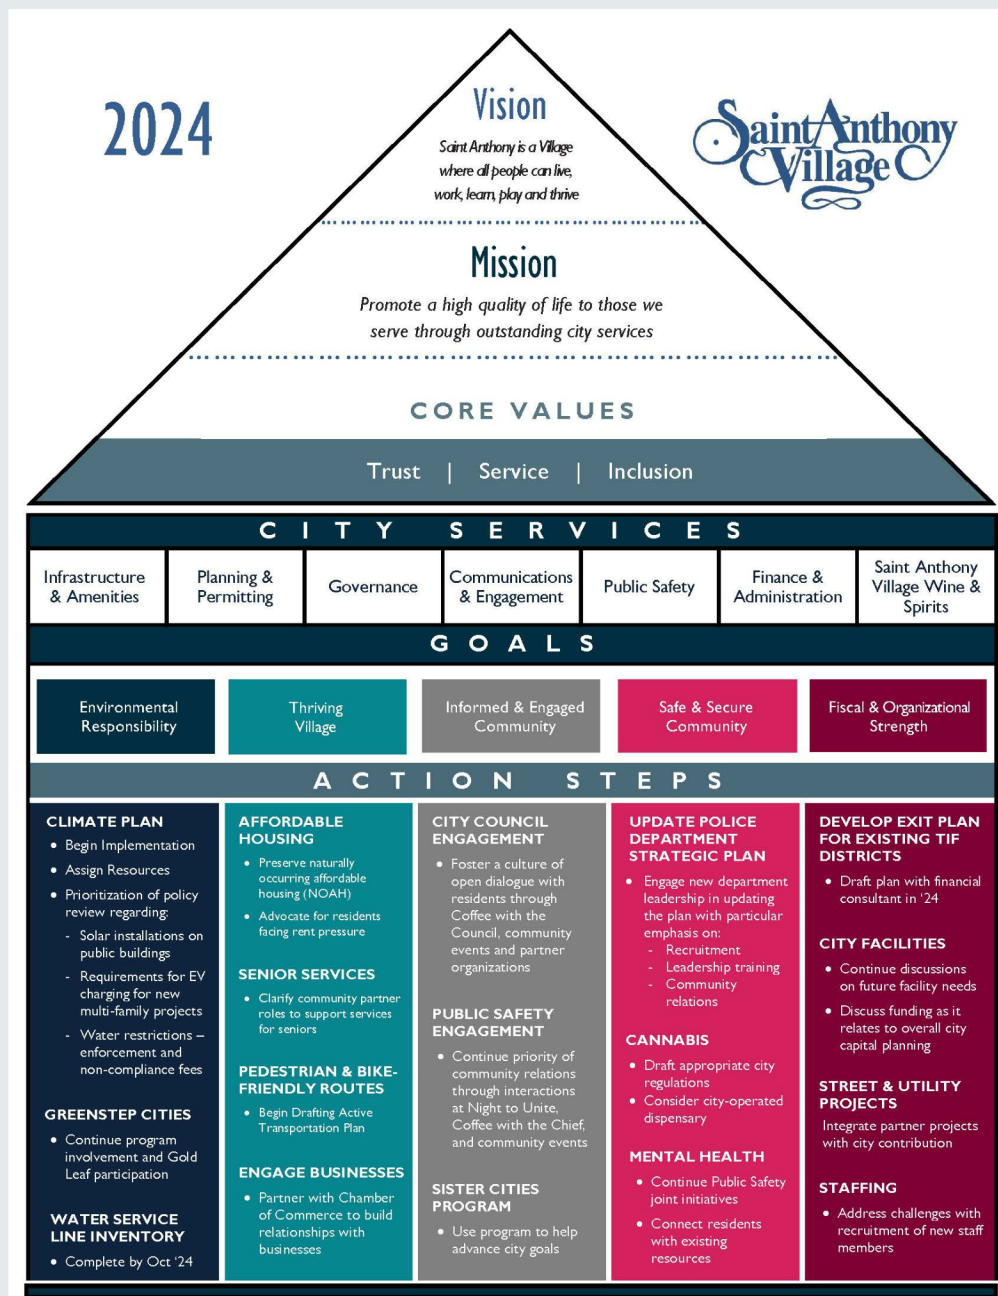 2024
Saint Anthony
Village
Vision
Saint Anthony is a Village
where all people can live,
work, learn, play and thrive
Mission
Promote a high quality of life to those we
serve through outstanding city services
CORE VALUES
Trust | Service | Inclusion
CITY SERVICES
Infrastructure
& Amenities
Planning &
Permitting
Governance
Communications
& Engagement
Public Safety
Finance &
Administration
Saint Anthony
Village Wine &
Spirits
GOALS
Environmental
Responsibility
Thriving
Village
Informed & Engaged
Community
Safe & Secure
Community
Fiscal & Organizational
Strength
ACTION STEPS
CLIMATE PLAN
• Begin Implementation
• Assign Resources
• Prioritization of policy
review regarding:
- Solar installations on
public buildings
- Requirements for EV
charging for new
multi-family projects
- Water restrictions –
enforcement and
non-compliance fees
GREENSTEP CITIES
• Continue program
involvement and Gold
Leaf participation
WATER SERVICE
LINE INVENTORY
• Complete by Oct ‘24
AFFORDABLE
HOUSING
• Preserve naturally
occurring affordable
housing (NOAH)
• Advocate for residents
facing rent pressure
SENIOR SERVICES
• Clarify community partner
roles to support services
for seniors
PEDESTRIAN & BIKE-
FRIENDLY ROUTES
• Begin Drafting Active
Transportation Plan
ENGAGE BUSINESSES
• Partner with Chamber
of Commerce to build
relationships with
businesses
CITY COUNCIL
ENGAGEMENT
• Foster a culture of
open dialogue with
residents through
Coffee with the
Council, community
events and partner
organizations
PUBLIC SAFETY
ENGAGEMENT
• Continue priority of
community relations
through interactions
at Night to Unite,
Coffee with the Chief,
and community events
SISTER CITIES
PROGRAM
• Use program to help
advance city goals
UPDATE POLICE
DEPARTMENT
STRATEGIC PLAN
• Engage new department
leadership in updating
the plan with particular
emphasis on:
- Recruitment
- Leadership training
- Community
relations
CANNABIS
• Draft appropriate city
regulations
• Consider city-operated
dispensary
MENTAL HEALTH
• Continue Public Safety
joint initiatives
• Connect residents
with existing
resources
DEVELOP EXIT PLAN
FOR EXISTING TIF
DISTRICTS
• Draft plan with financial
consultant in ‘24
CITY FACILITIES
• Continue discussions
on future facility needs
• Discuss funding as it
relates to overall city
capital planning
STREET & UTILITY
PROJECTS
Integrate partner projects
with city contribution
STAFFING
• Address challenges with
recruitment of new staff
members